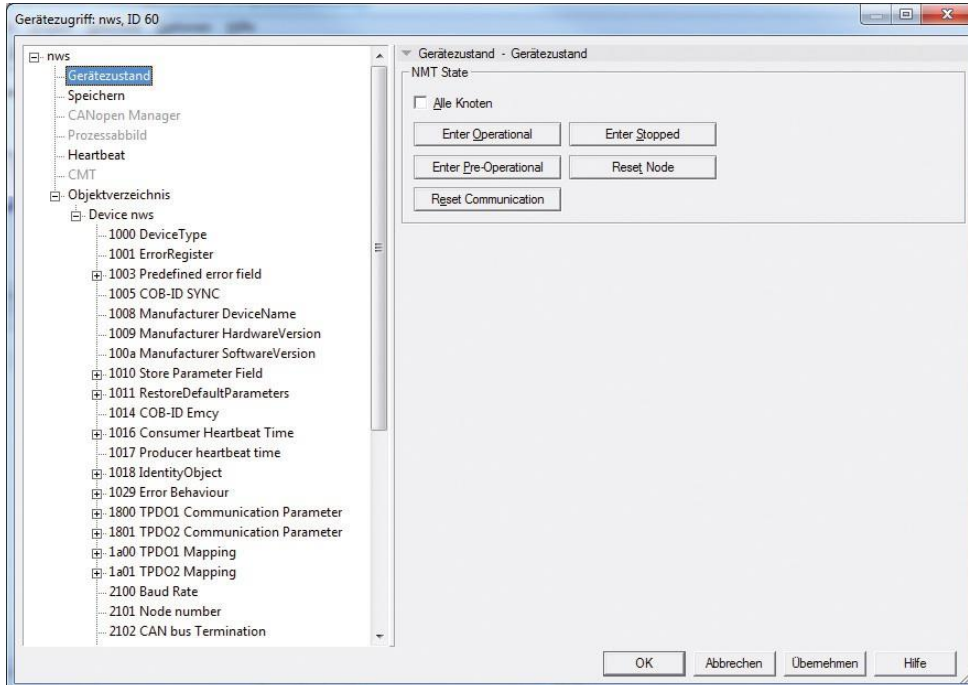 Gerätezugriff: nws, ID 60
nws
Gerätezustand
Speichern
CANopen Manager
Prozessabbild
Heartbeat
CMT
Objektverzeichnis
Device nws
1000 DeviceType
1001 ErrorRegister
1003 Predefined error field
1005 COB-ID SYNC
1008 Manufacturer DeviceName
1009 Manufacturer HardwareVersion
100a Manufacturer SoftwareVersion
1010 Store Parameter Field
1011 RestoreDefaultParameters
1014 COB-ID Emcy
1016 Consumer Heartbeat Time
1017 Producer heartbeat time
1018 IdentityObject
1029 Error Behaviour
1800 TPDO1 Communication Parameter
1801 TPDO2 Communication Parameter
1a00 TPDO1 Mapping
1a01 TPDO2 Mapping
2100 Baud Rate
2101 Node number
2102 CAN bus Termination
Gerätezustand - Gerätezustand
NMT State
Alle Knoten
Enter Operational
Enter Stopped
Enter Pre-Operational
Reset Node
Reset Communication
OK
Abbrechen
Übernehmen
Hilfe